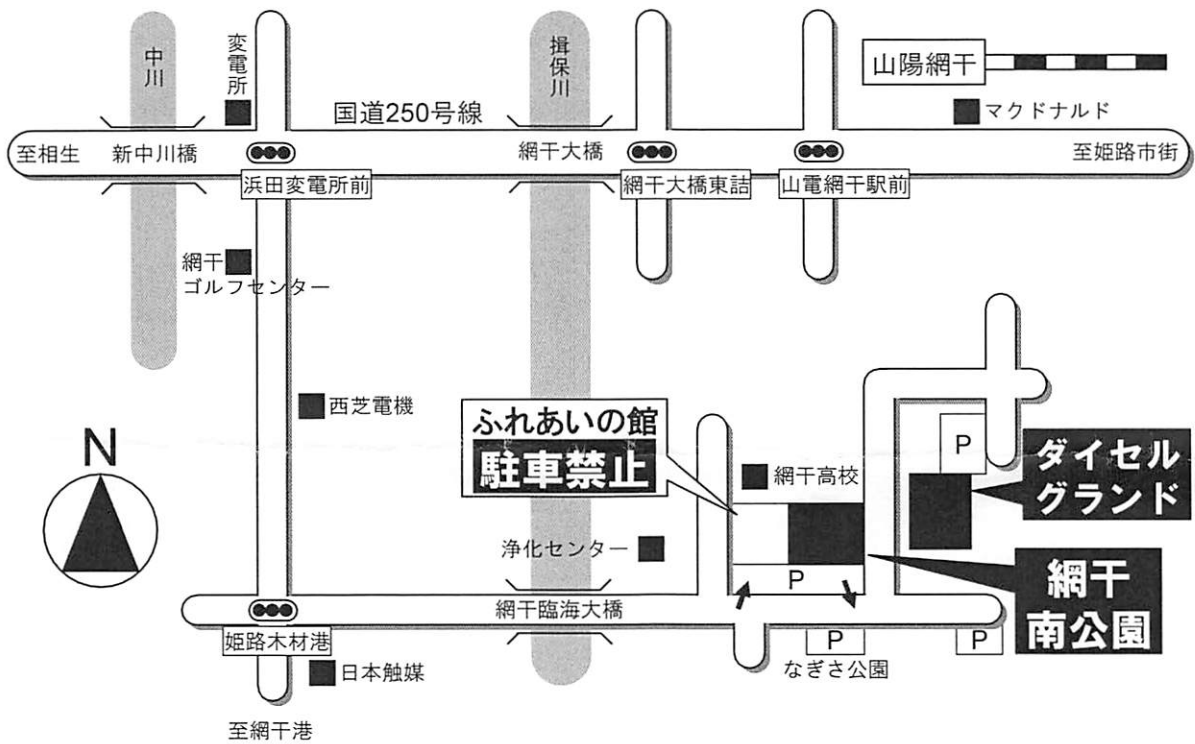 中川
変電所
揖保川
山陽網干
国道250号線
マクドナルド
至相生
新中川橋
網干大橋
至姫路市街
浜田変電所前
網干大橋東詰
山電網干駅前
網干
ゴルフセンター
西芝電機
ふれあいの館
駐車禁止
P
ダイセル
グランド
N
網干高校
浄化センター
P
網干
南公園
網干臨海大橋
姫路木材港
P
P
なぎさ公園
日本触媒
至網干港